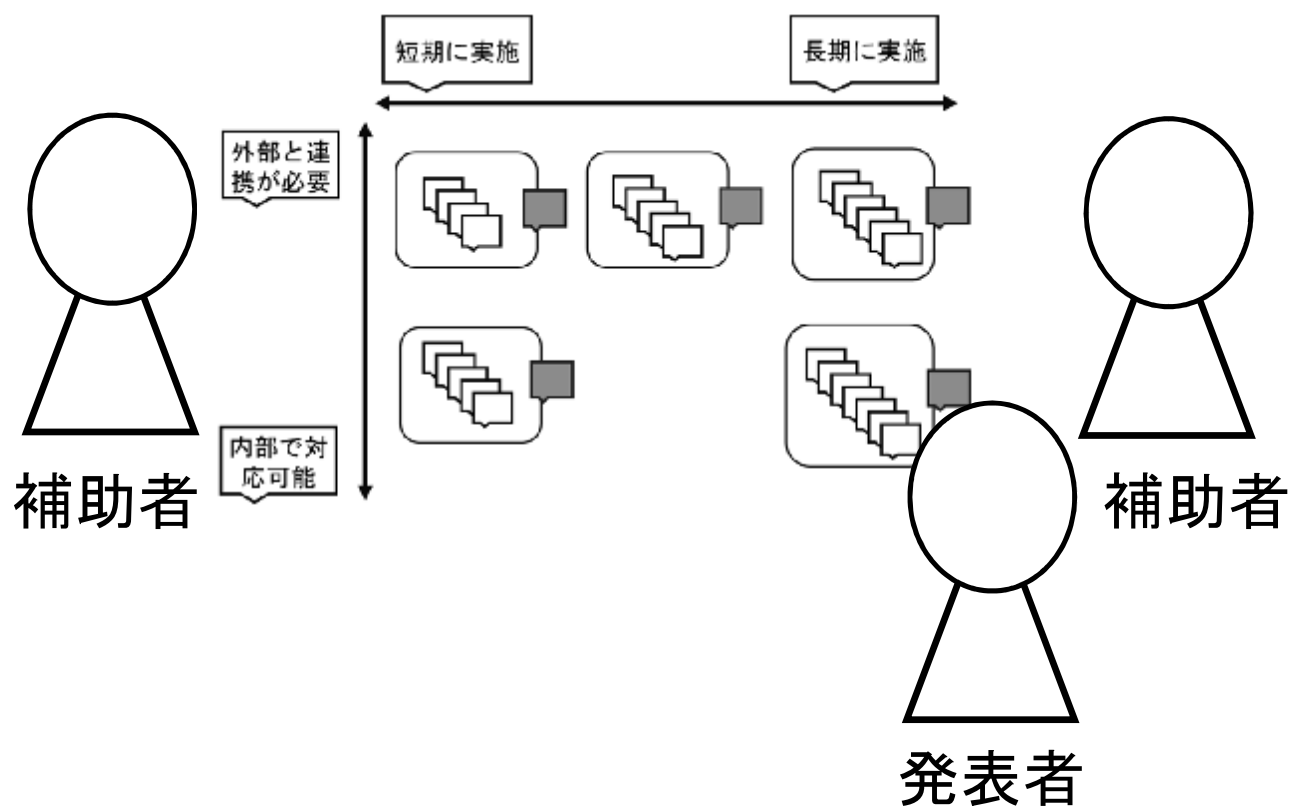 短期に実施
長期に実施
外部と連
携が必要
内部で対
応可能
補助者
補助者
発表者